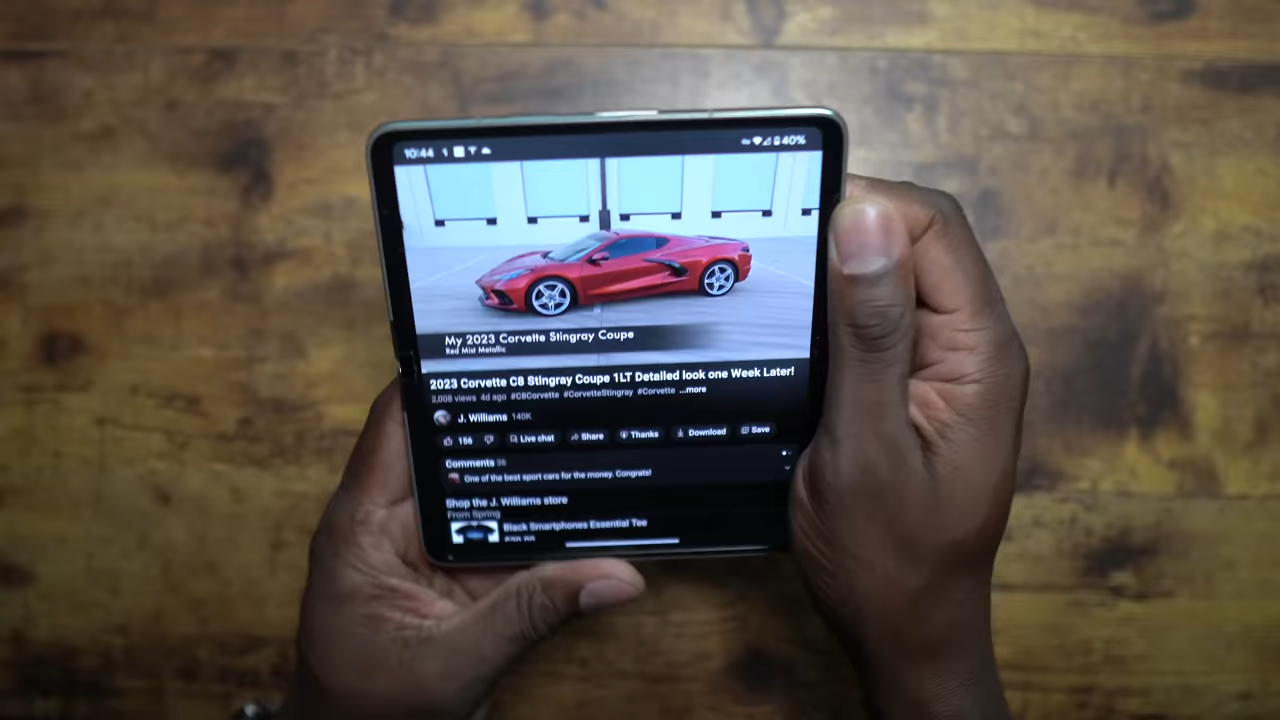 10:44
40%
My 2023 Corvette Stingray Coupe
Red Mist Metallic
2023 Corvette C8 Stingray Coupe 1LT Detailed look one Week Later!
2,008 views 4d ago #C8Corvette #CorvetteStingray #Corvette ...more
J. Williams 140K
156 Live chat Share Thanks Download Save
Comments 36
One of the best sport cars for the money. Congrats!
Shop the J. Williams store
From Spring
Black Smartphones Essential Tee